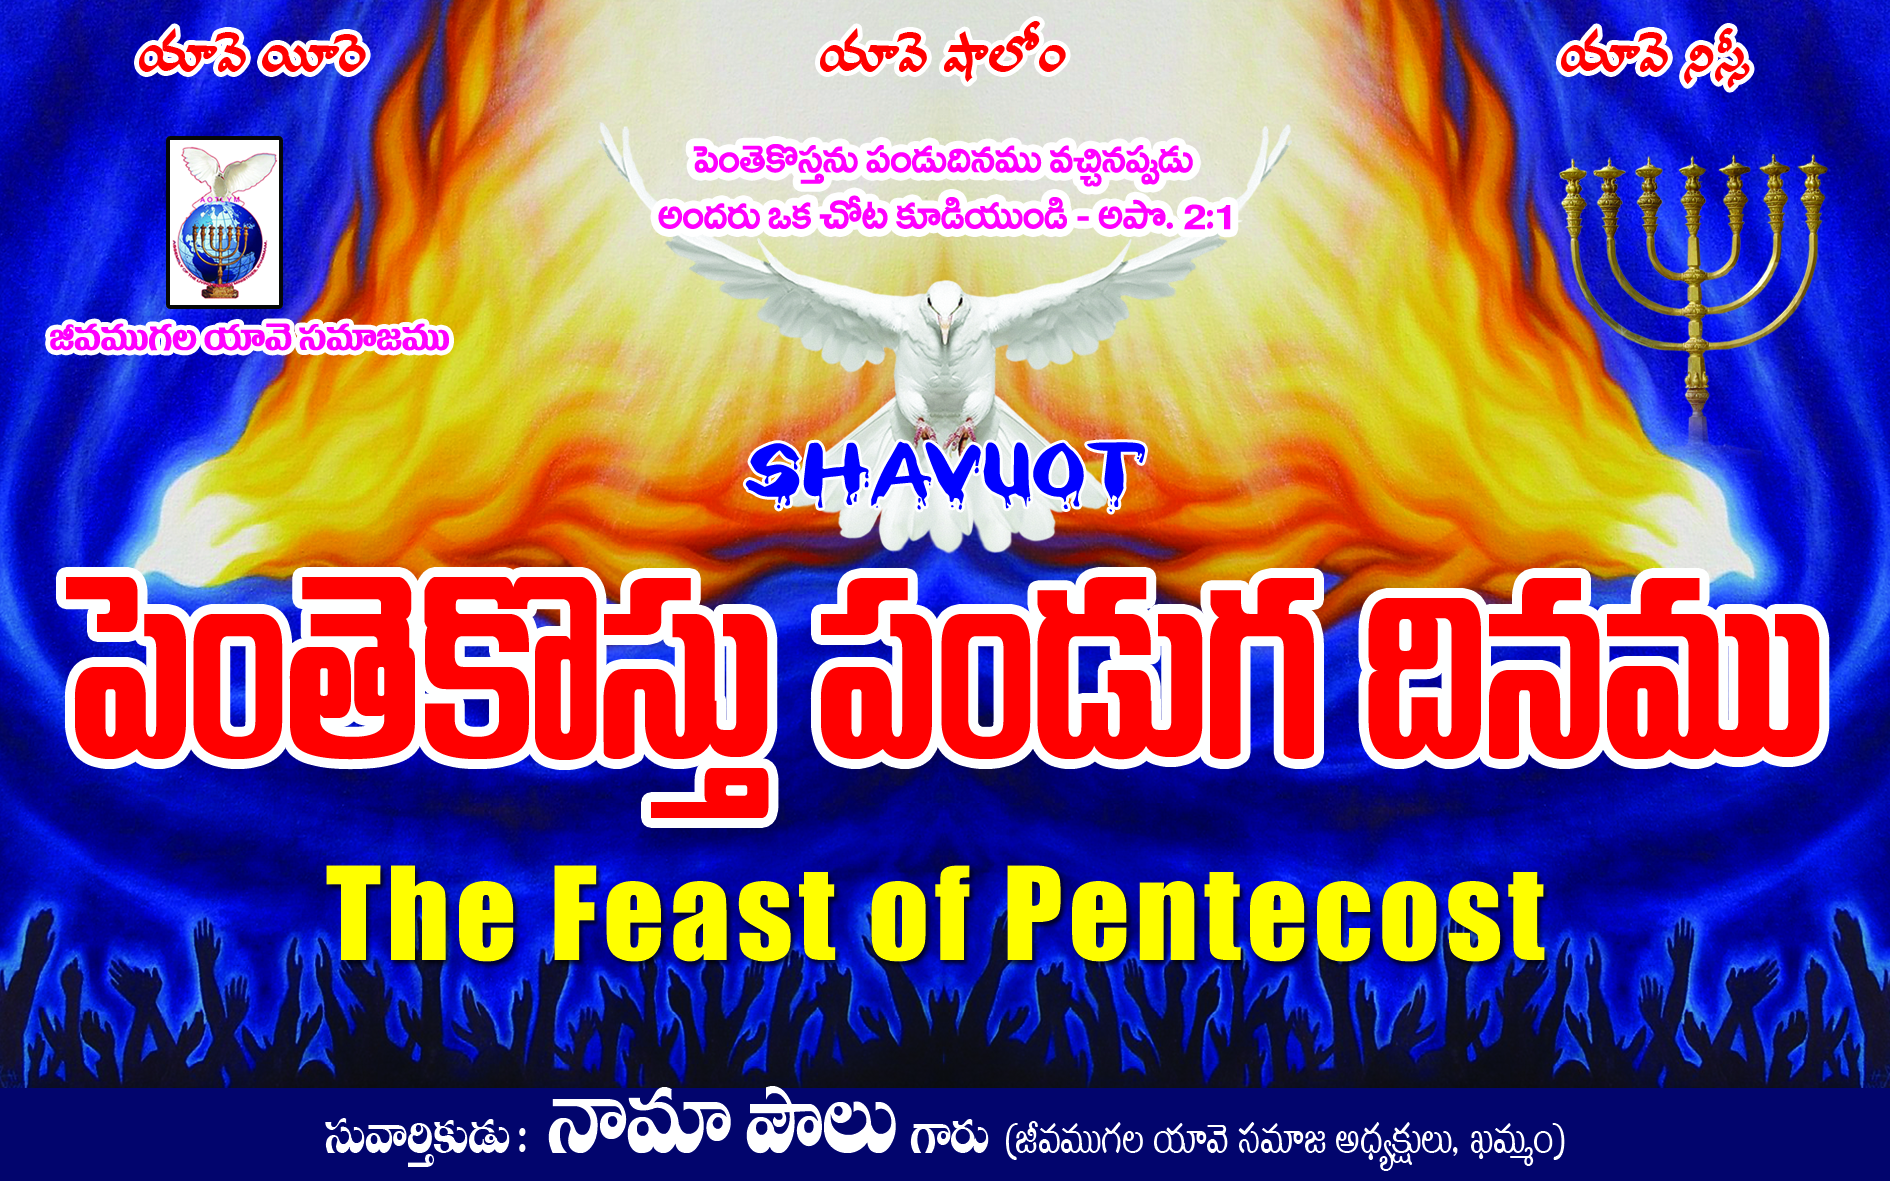 యావె యీరె
యావె షాలోం
యావె నిస్సీ
పెంతెకొస్తను పండుదినము వచ్చినప్పడు
అందరు ఒక చోట కూడియుండి - అపొ. 2:1
జీవముగల యావె సమాజము
SHAVUOT
పెంతెకొస్తు పండుగ దినము
The Feast of Pentecost
సువార్తికుడు : నామా పౌలు గారు (జీవముగల యావె సమాజ అధ్యక్షులు, ఖమ్మం)